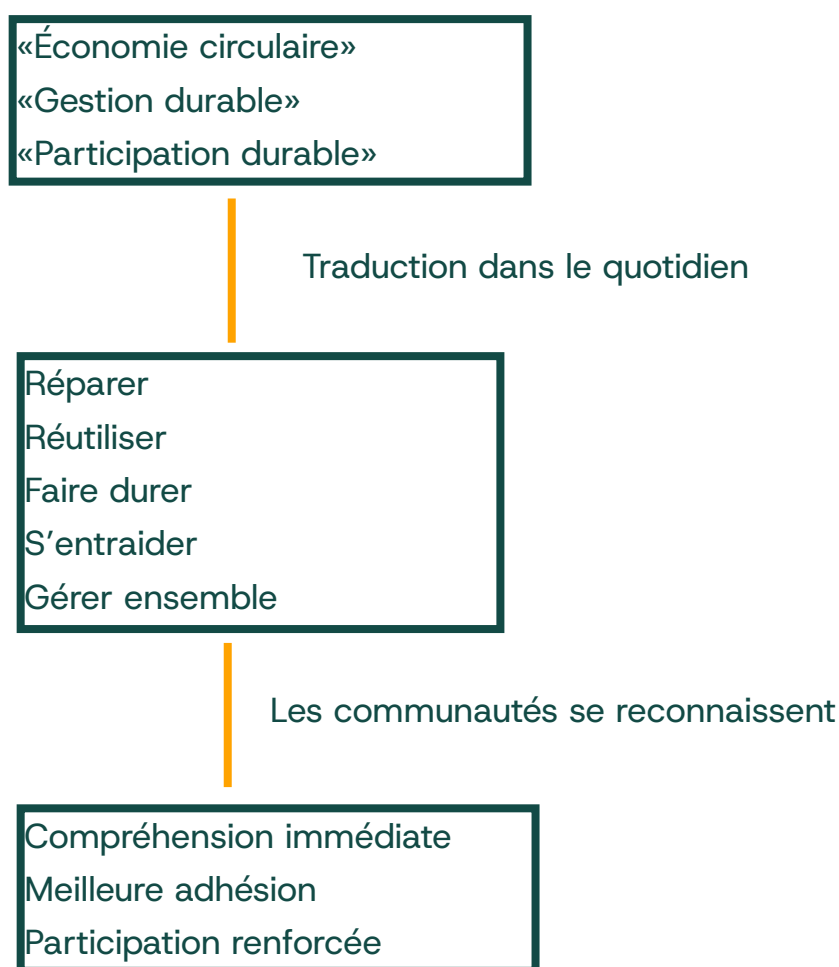 «Économie circulaire»
«Gestion durable»
«Participation durable»
Traduction dans le quotidien
Réparer
Réutiliser
Faire durer
S’entraider
Gérer ensemble
Les communautés se reconnaissent
Compréhension immédiate
Meilleure adhésion
Participation renforcée